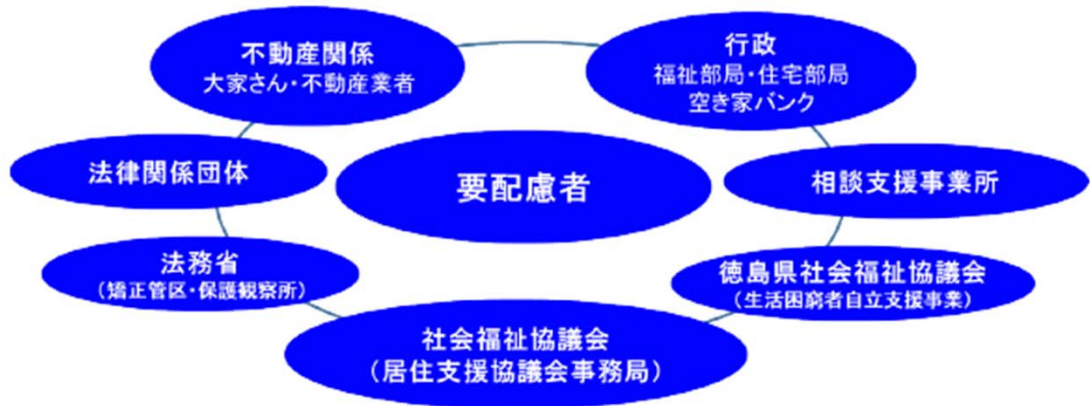 不動産関係
大家さん・不動産業者
行政
福祉部局・住宅部局
空き家バンク
法律関係団体
要配慮者
相談支援事業所
法務省
（矯正管区・保護観察所）
徳島県社会福祉協議会
（生活困窮者自立支援事業）
社会福祉協議会
（居住支援協議会事務局）